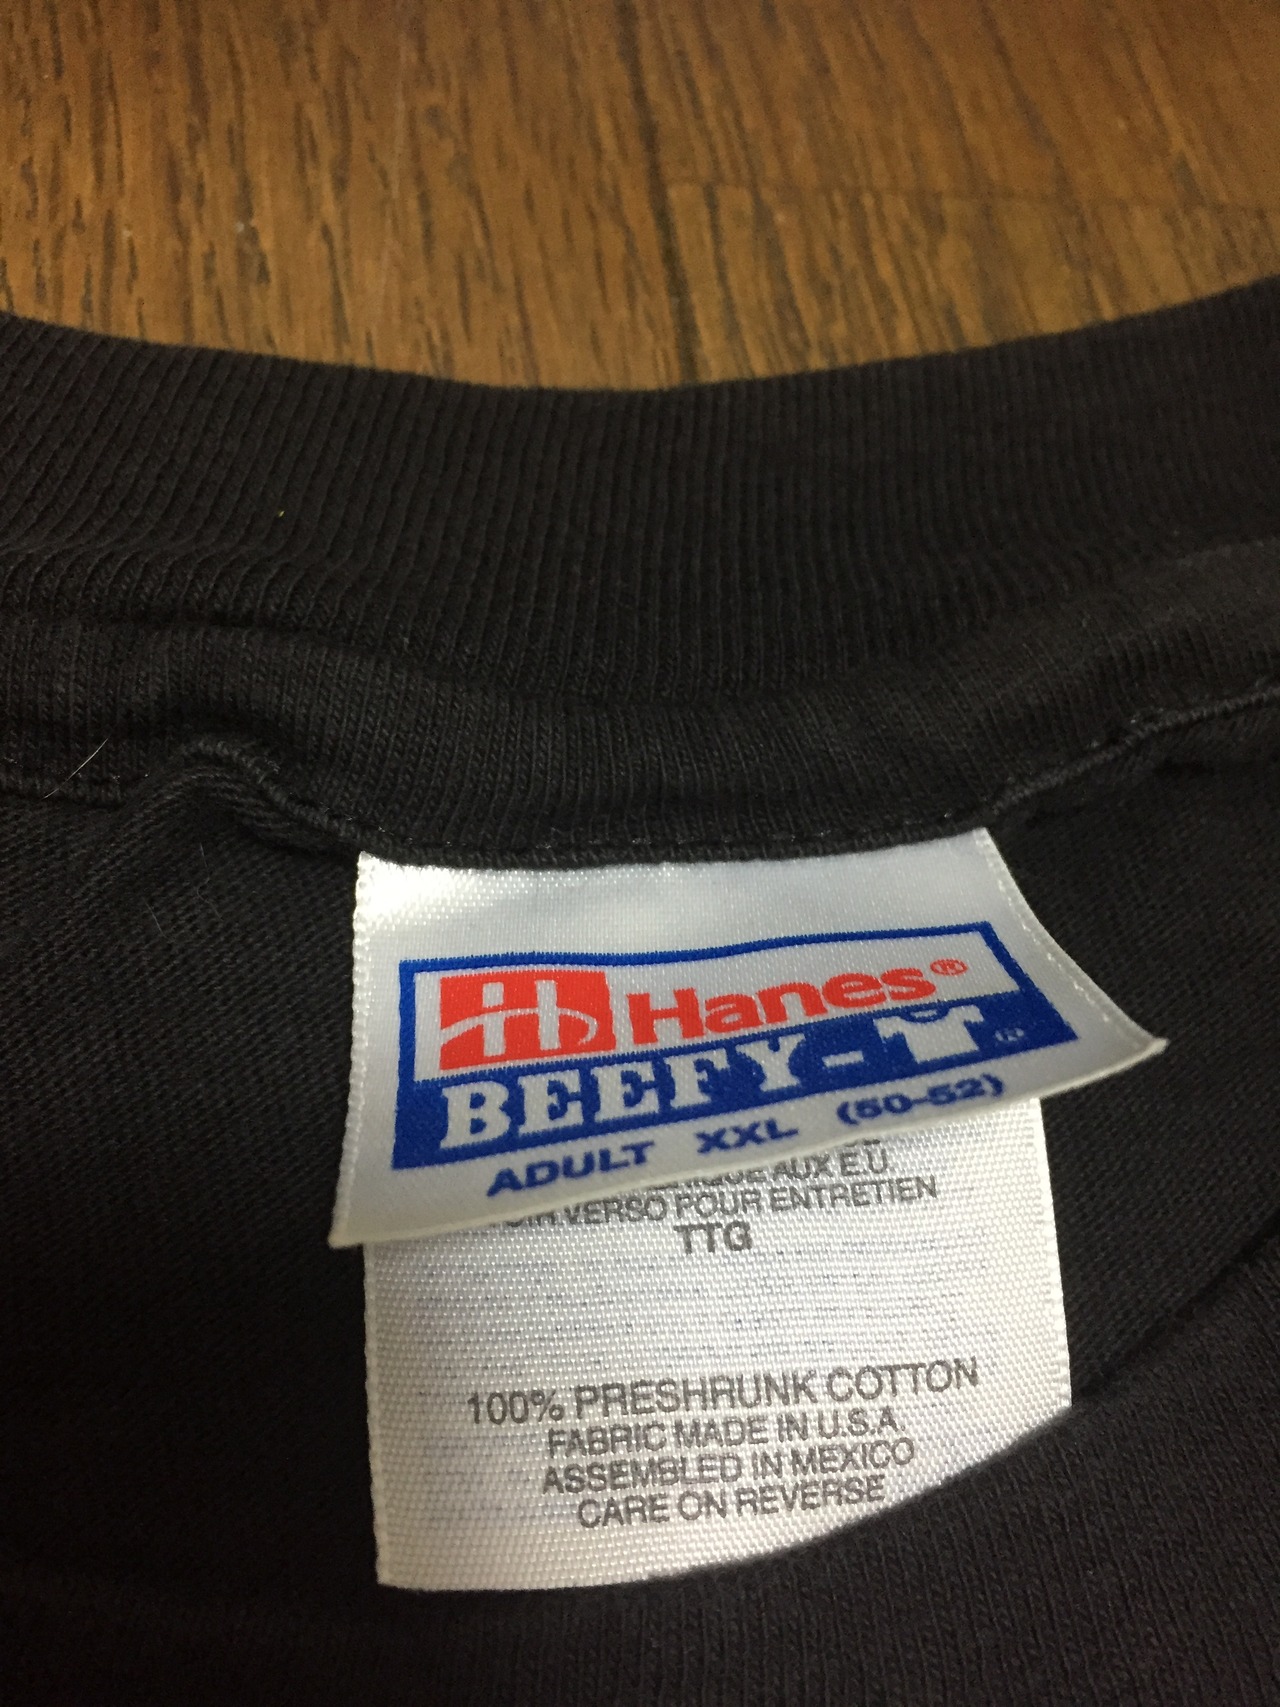 Hanes®
BEEFY-T®
ADULT XXL (50-52)
AUX E.U
VERSO POUR ENTRETIEN
TTG
100% PRESHRUNK COTTON
FABRIC MADE IN U.S.A.
ASSEMBLED IN MEXICO
CARE ON REVERSE